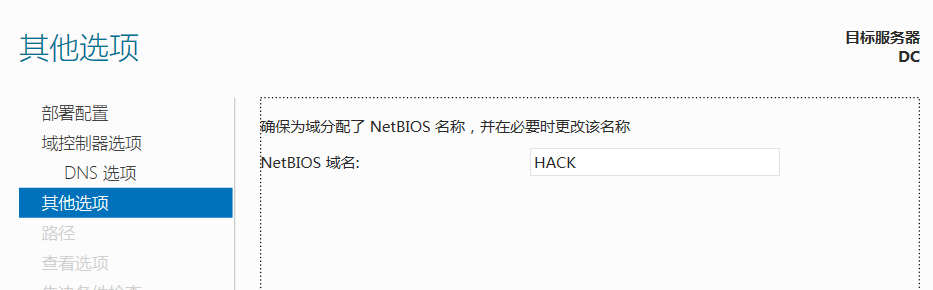 其他选项
目标服务器
DC
部署配置
域控制器选项
DNS 选项
其他选项
路径
查看选项
确保为域分配了 NetBIOS 名称，并在必要时更改该名称
NetBIOS 域名:
HACK